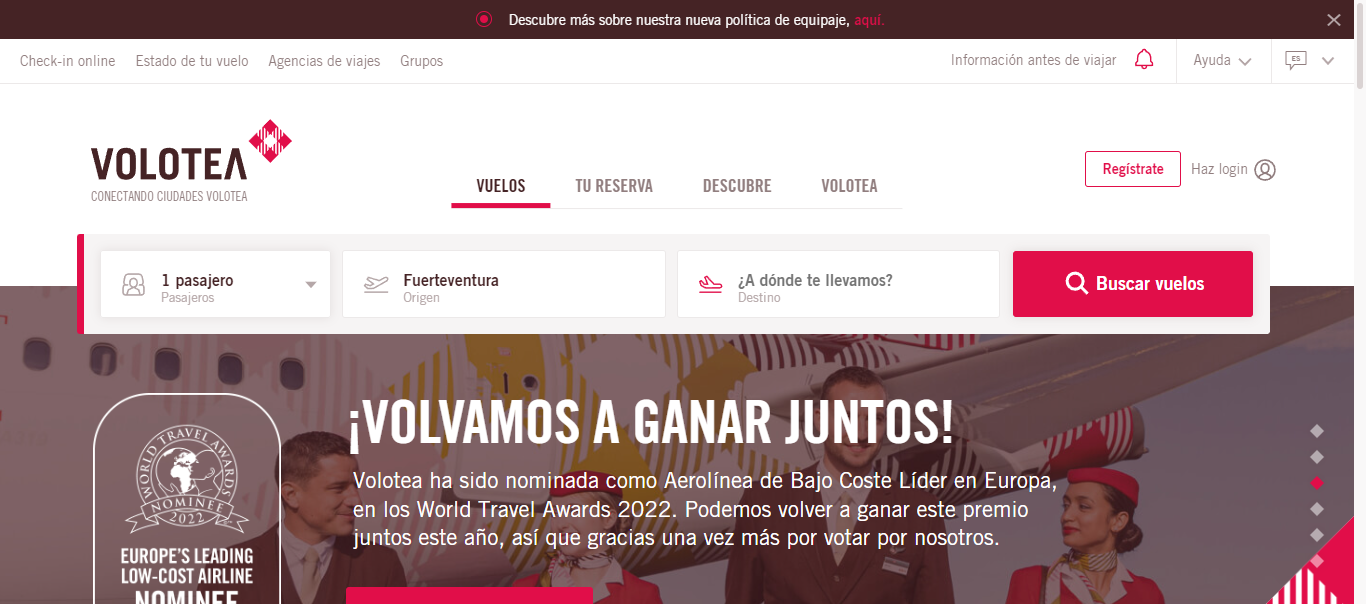 Descubre más sobre nuestra nueva política de equipaje, aquí.
Check-in online Estado de tu vuelo Agencias de viajes Grupos Información antes de viajar Ayuda ES
VOLOTEA
CONECTANDO CIUDADES VOLOTEA
VUELOS TU RESERVA DESCUBRE VOLOTEA
Regístrate Haz login
1 pasajero
Pasajeros
Fuerteventura
Origen
¿A dónde te llevamos?
Destino
Buscar vuelos
WORLD TRAVEL AWARDS
NOMINEE
2022
EUROPE'S LEADING
LOW-COST AIRLINE
NOMINEE
¡VOLVAMOS A GANAR JUNTOS!
Volotea ha sido nominada como Aerolínea de Bajo Coste Líder en Europa,
en los World Travel Awards 2022. Podemos volver a ganar este premio
juntos este año, así que gracias una vez más por votar por nosotros.